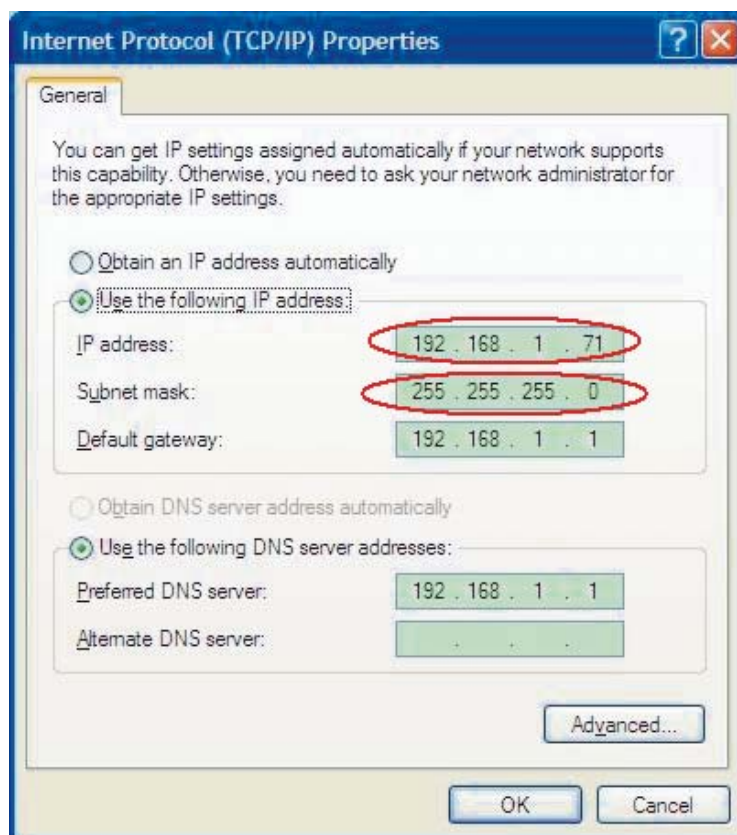 Internet Protocol (TCP/IP) Properties
General
You can get IP settings assigned automatically if your network supports
this capability. Otherwise, you need to ask your network administrator for
the appropriate IP settings.
Obtain an IP address automatically
Use the following IP address:
IP address: 192 . 168 . 1 . 71
Subnet mask: 255 . 255 . 255 . 0
Default gateway: 192 . 168 . 1 . 1
Obtain DNS server address automatically
Use the following DNS server addresses:
Preferred DNS server: 192 . 168 . 1 . 1
Alternate DNS server: . . .
Advanced...
OK Cancel